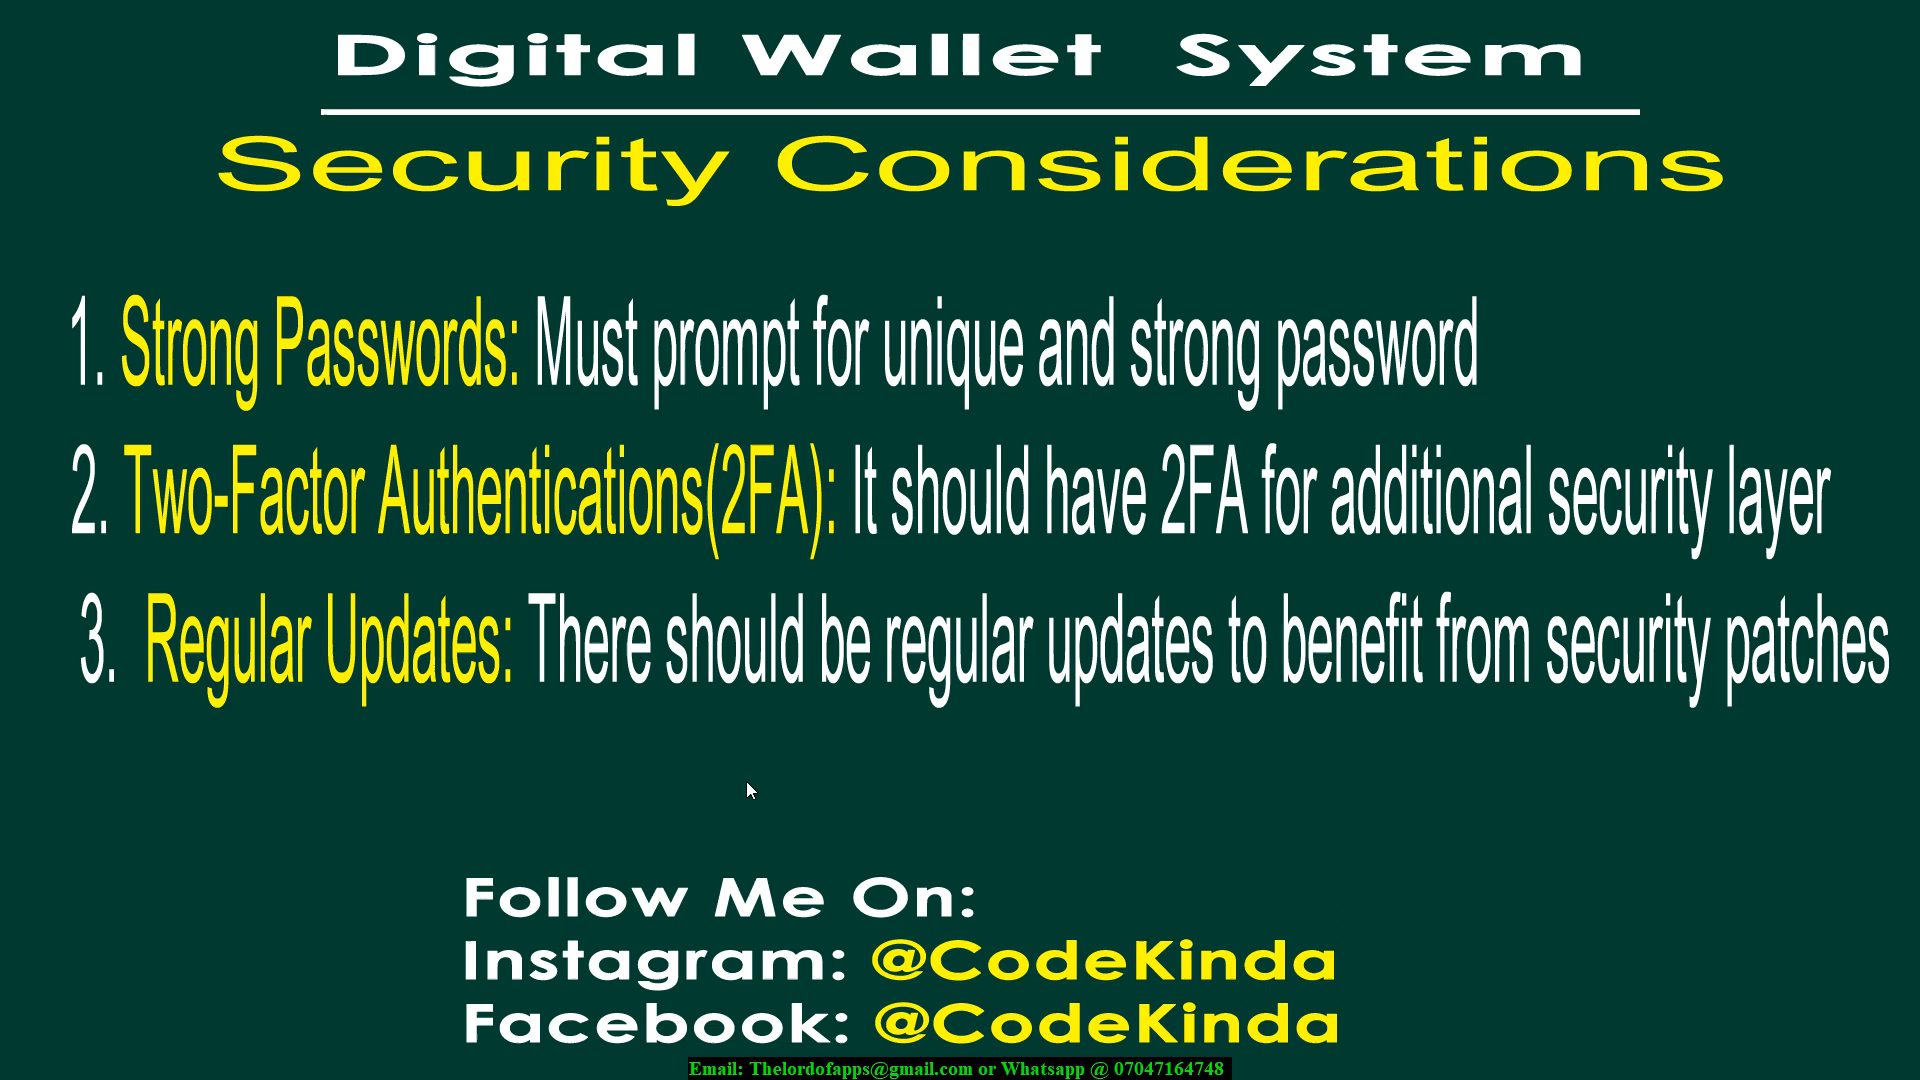 Digital Wallet System
Security Considerations
1. Strong Passwords: Must prompt for unique and strong password
2. Two-Factor Authentications(2FA): It should have 2FA for additional security layer
3. Regular Updates: There should be regular updates to benefit from security patches
Follow Me On:
Instagram: @CodeKinda
Facebook: @CodeKinda
Email: Thelordofapps@gmail.com or Whatsapp @ 07047164748